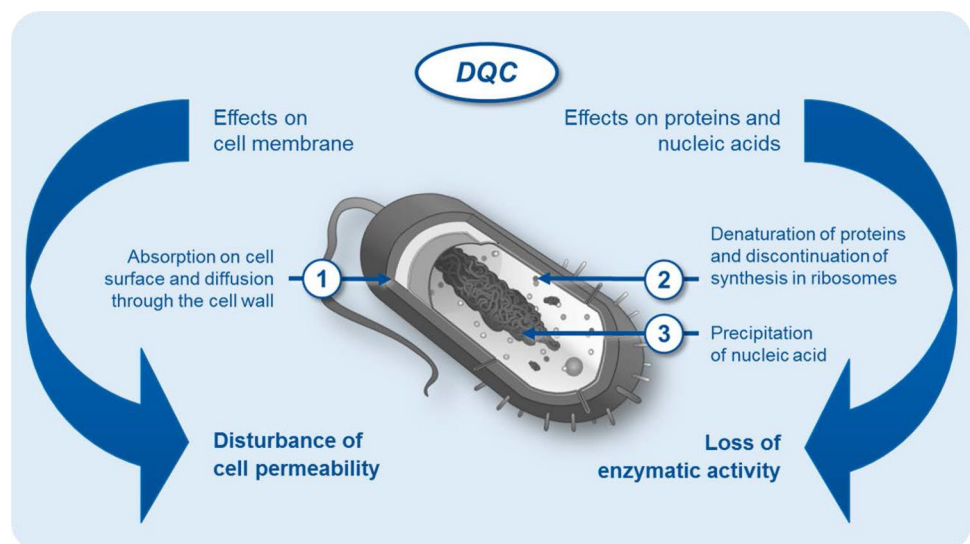 DQC
Effects on
cell membrane
Effects on proteins and
nucleic acids
Absorption on cell
surface and diffusion
through the cell wall
1
2
Denaturation of proteins
and discontinuation of
synthesis in ribosomes
3
Precipitation
of nucleic acid
Disturbance of
cell permeability
Loss of
enzymatic activity